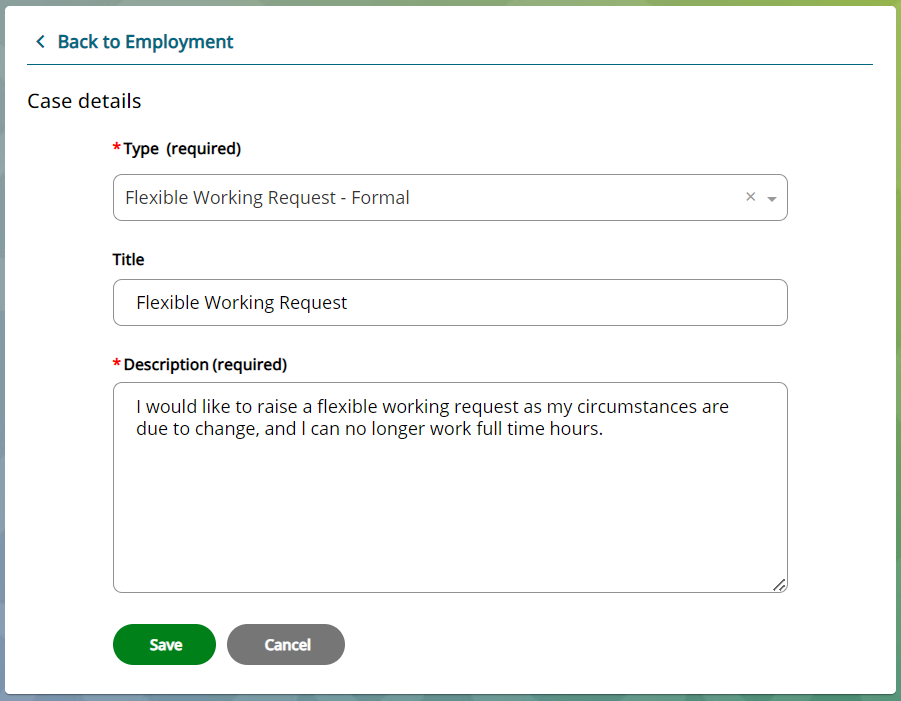 Back to Employment
Case details
*Type (required)
Flexible Working Request - Formal
Title
Flexible Working Request
*Description (required)
I would like to raise a flexible working request as my circumstances are
due to change, and I can no longer work full time hours.
Save Cancel